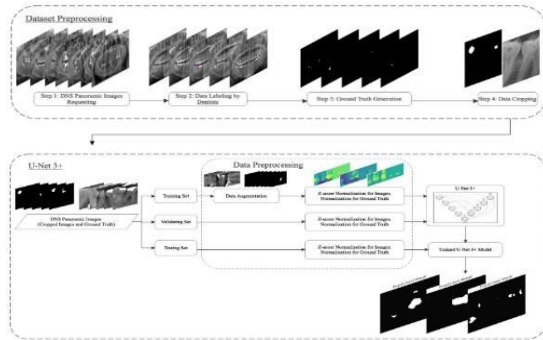 Dataset Preprocessing
Step 1: DNS Panoramic Images
Requesting
Step 2: Data Labeling by
Dentists
Step 3: Ground Truth Generation
Step 4: Data Cropping
U-Net 3+
Data Preprocessing
DNS Panoramic Images
(Cropped Images and Ground Truth)
Training Set
Data Augmentation
Z-score Normalization for Images
Normalization for Ground Truth
U-Net 3+
Validating Set
Z-score Normalization for Images
Normalization for Ground Truth
Testing Set
Z-score Normalization for Images
Normalization for Ground Truth
Trained U-Net 3+ Model